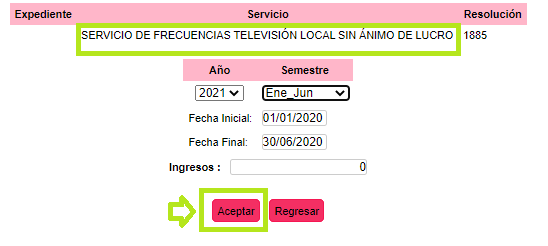 Expediente Servicio Resolución
SERVICIO DE FRECUENCIAS TELEVISIÓN LOCAL SIN ÁNIMO DE LUCRO 1885
Año Semestre
2021 Ene_Jun
Fecha Inicial: 01/01/2020
Fecha Final: 30/06/2020
Ingresos : 0
Aceptar Regresar